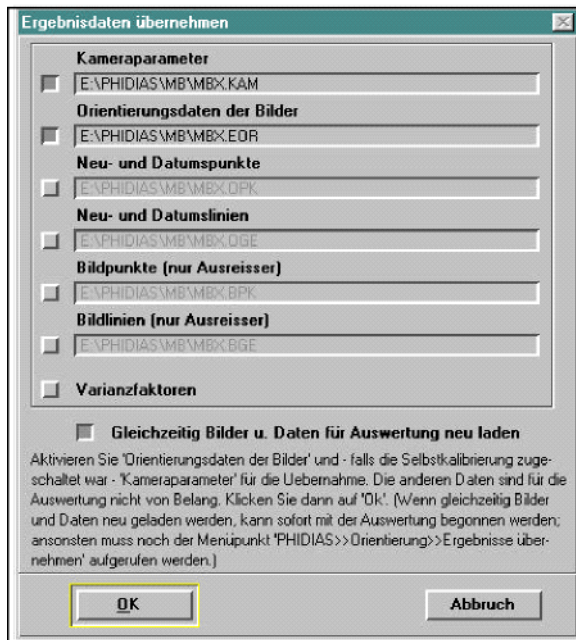 Ergebnisdaten übernehmen
Kameraparameter
E:\PHIDIAS\MB\MBX.KAM
Orientierungsdaten der Bilder
E:\PHIDIAS\MB\MBX.EOR
Neu- und Datumspunkte
E:\PHIDIAS\MB\MBX.OPK
Neu- und Datumslinien
E:\PHIDIAS\MB\MBX.OGE
Bildpunkte (nur Ausreisser)
E:\PHIDIAS\MB\MBX.BPK
Bildlinien (nur Ausreisser)
E:\PHIDIAS\MB\MBX.BGE
Varianzfaktoren
Gleichzeitig Bilder u. Daten für Auswertung neu laden
Aktivieren Sie 'Orientierungsdaten der Bilder' und - falls die Selbstkalibrierung zuge-
schaltet war - 'Kameraparameter' für die Uebernahme. Die anderen Daten sind für die
Auswertung nicht von Belang. Klicken Sie dann auf 'Ok'. (Wenn gleichzeitig Bilder
und Daten neu geladen werden, kann sofort mit der Auswertung begonnen werden;
ansonsten muss noch der Menüpunkt 'PHIDIAS>>Orientierung>>Ergebnisse über-
nehmen' aufgerufen werden.)
OK
Abbruch